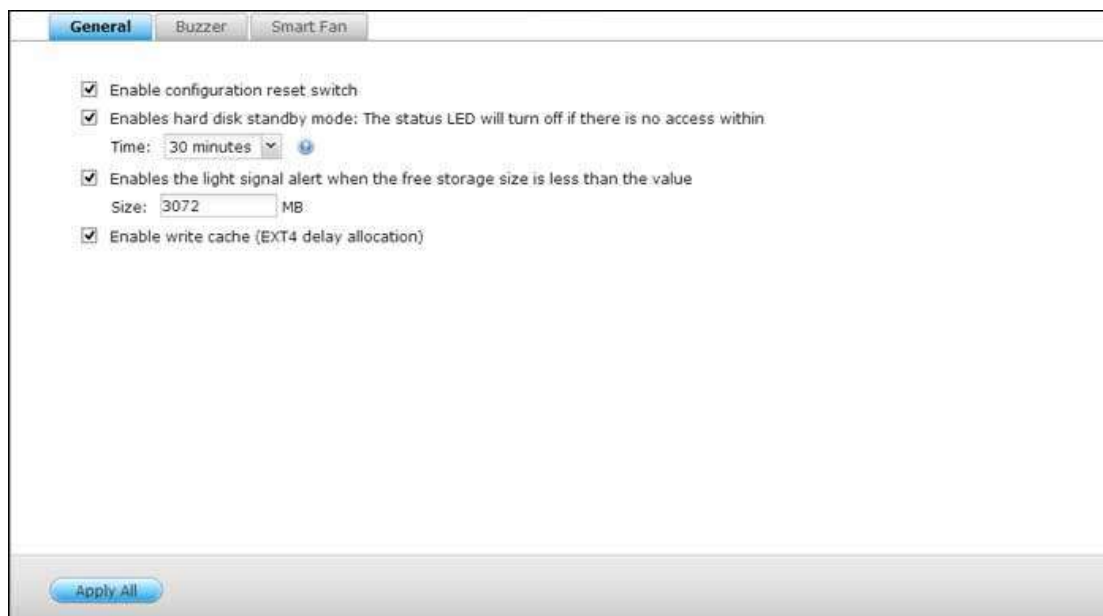 General Buzzer Smart Fan
Enable configuration reset switch
Enables hard disk standby mode: The status LED will turn off if there is no access within
Time: 30 minutes
Enables the light signal alert when the free storage size is less than the value
Size: 3072 MB
Enable write cache (EXT4 delay allocation)
Apply All